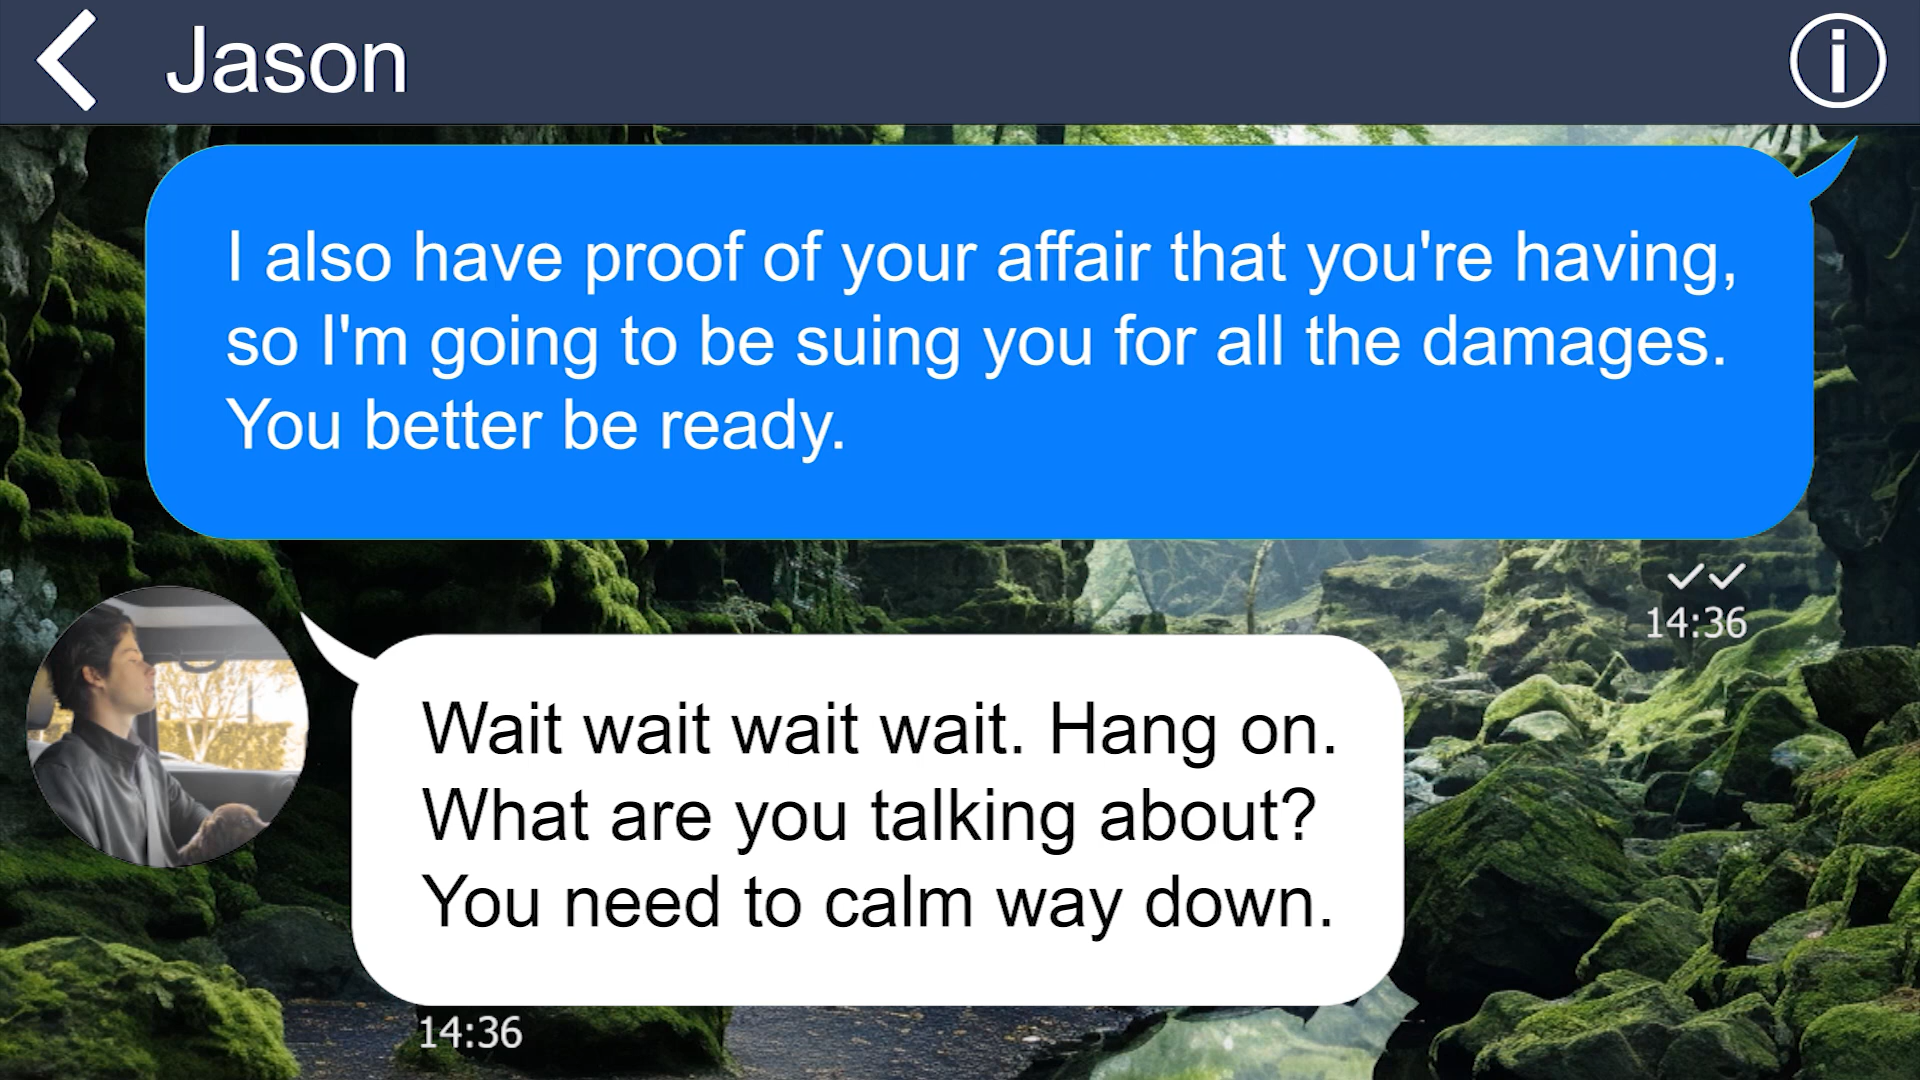 Jason
I also have proof of your affair that you're having,
so I'm going to be suing you for all the damages.
You better be ready.
14:36
Wait wait wait wait. Hang on.
What are you talking about?
You need to calm way down.
14:36